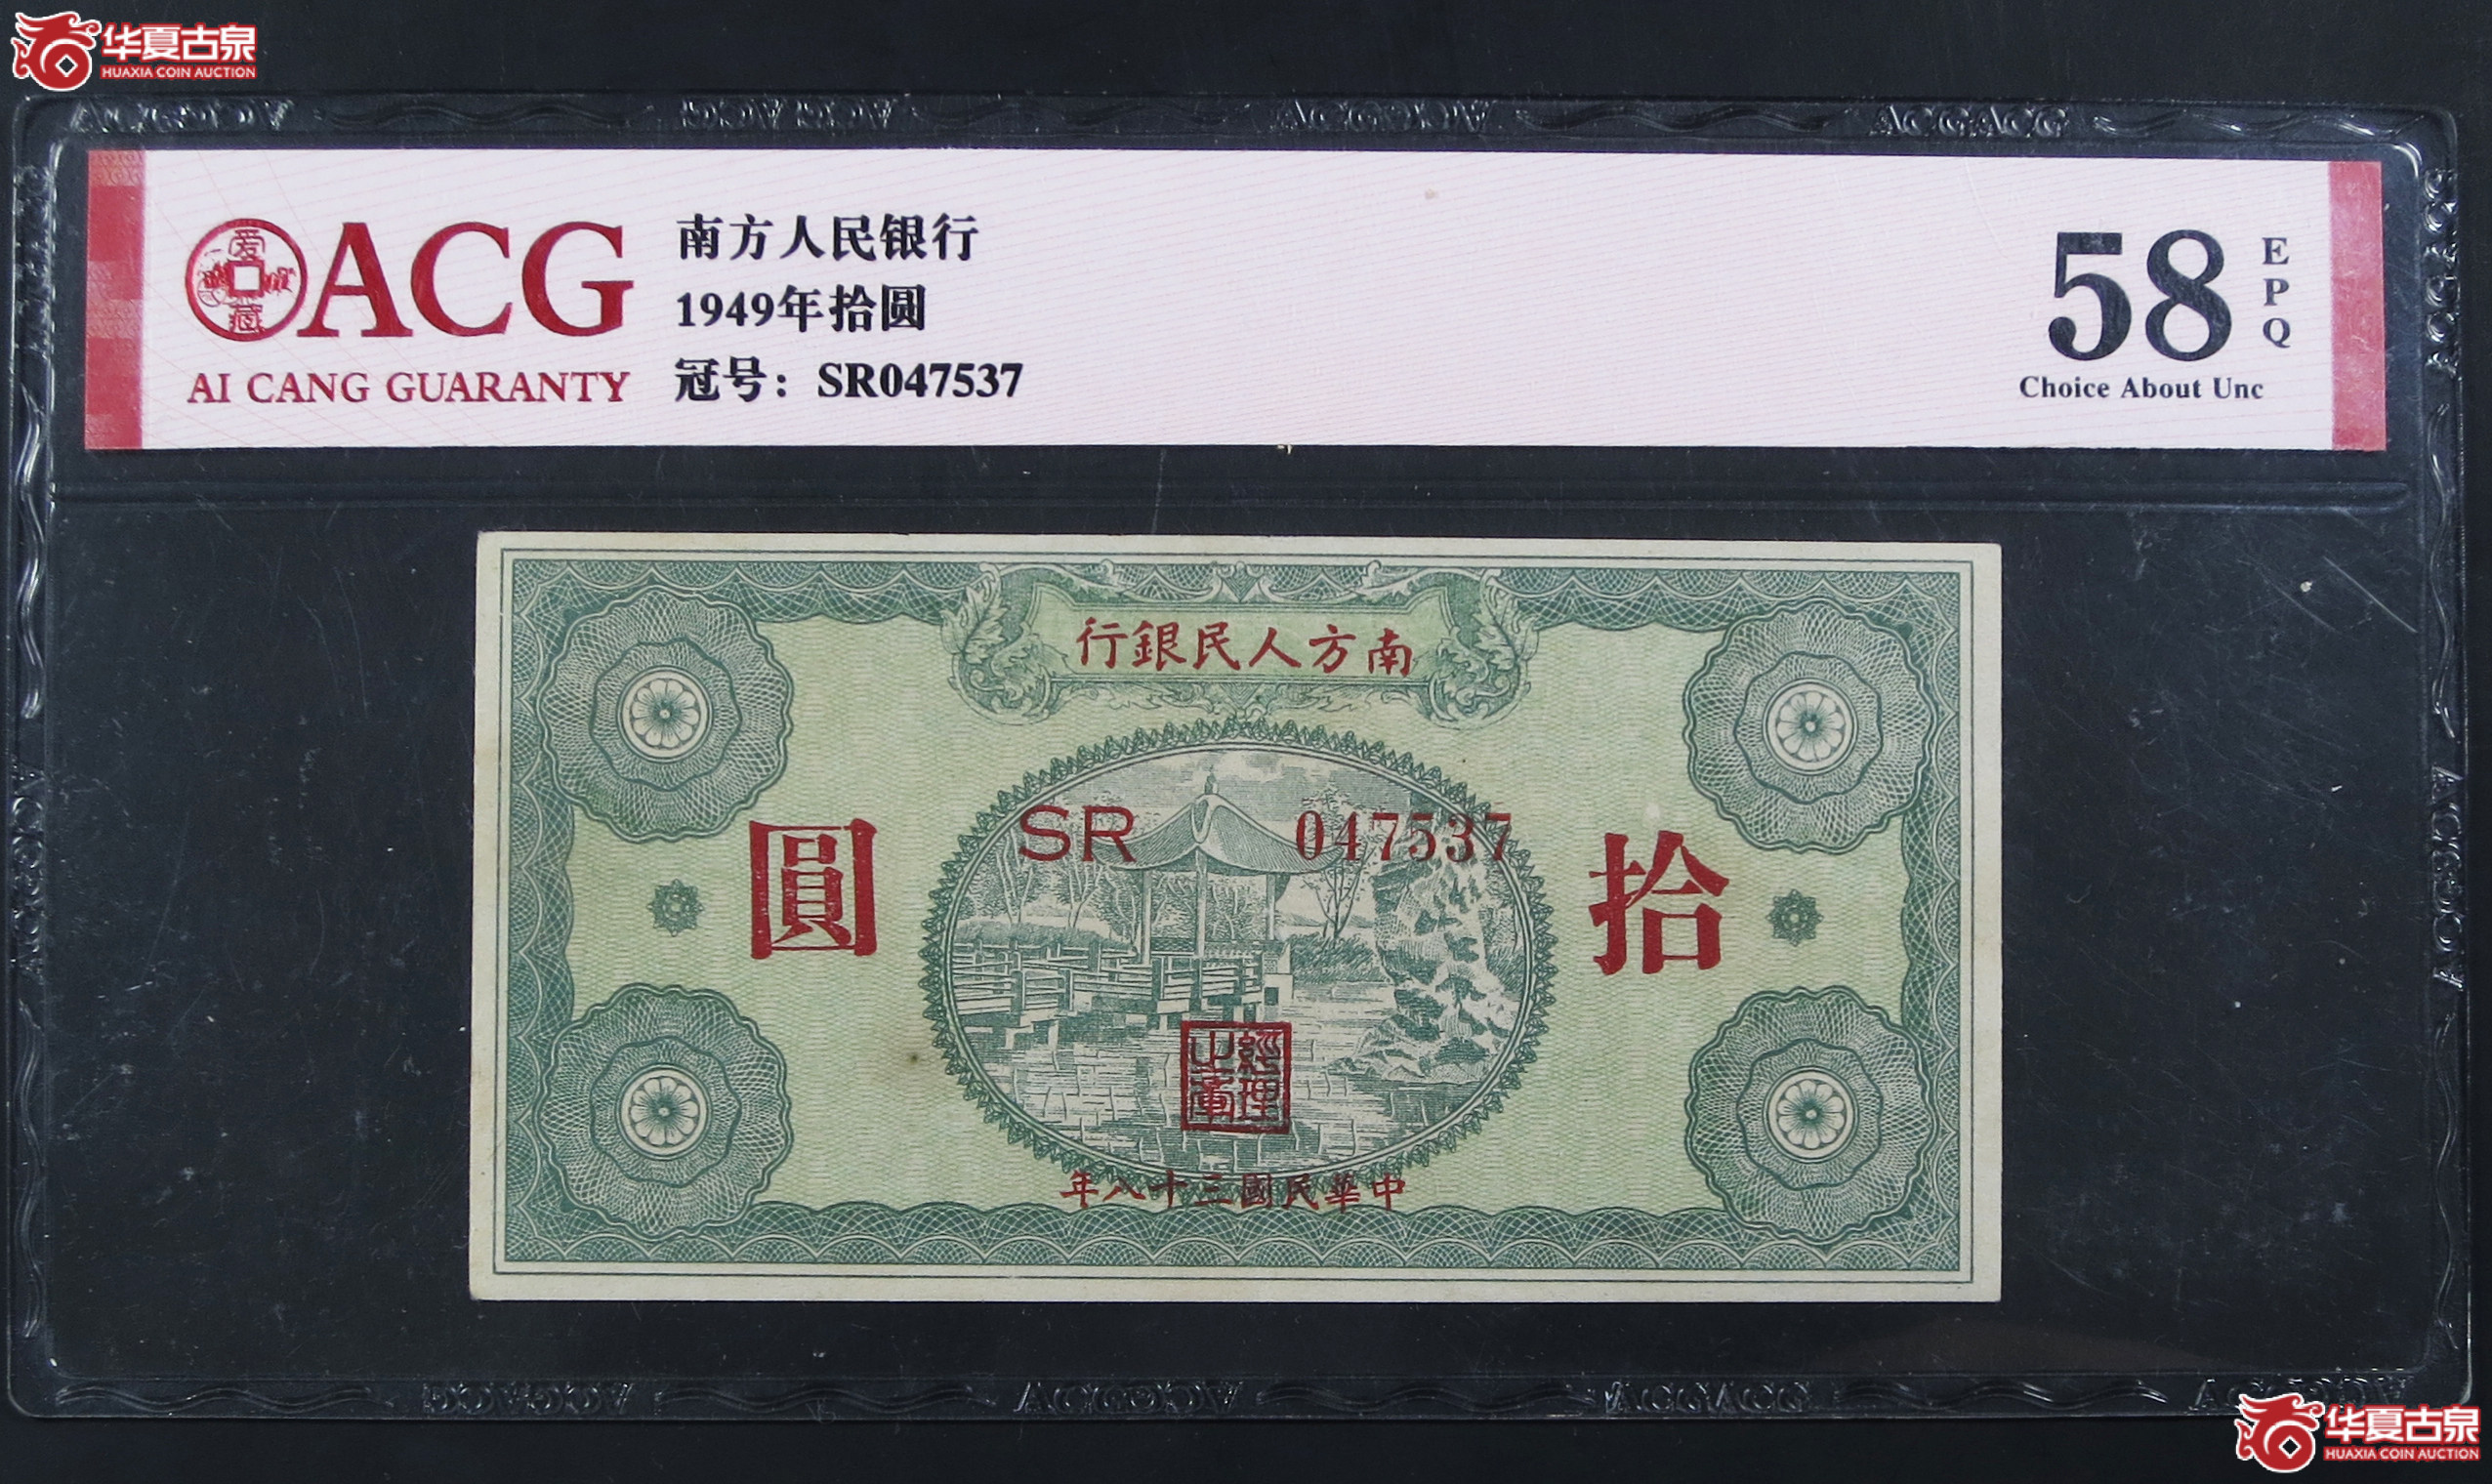 华夏古泉
HUAXIA COIN AUCTION
ACG
AI CANG GUARANTY
南方人民银行
1949年拾圆
冠号：SR047537
58
EPQ
Choice About Unc
行銀民人方南
SR 047537
圓 拾
經理
之章
年八十三國民華中
华夏古泉
HUAXIA COIN AUCTION